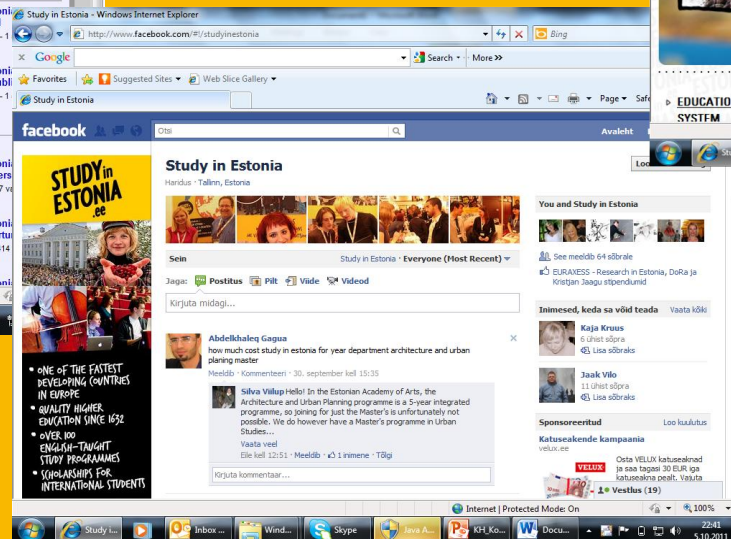 Study in Estonia - Windows Internet Explorer
http://www.facebook.com/#!/studyinestonia
Bing
x Google
Search
More >>
Favorites
Suggested Sites
Web Slice Gallery
Study in Estonia
Page
Safe
EDUCATIO
SYSTEM
facebook
Otsi
Avaleht
STUDY in
ESTONIA
.ee
• ONE OF THE FASTEST
DEVELOPING COUNTRIES
IN EUROPE
• QUALITY HIGHER
EDUCATION SINCE 1632
• OVER 100
ENGLISH-TAUGHT
STUDY PROGRAMMES
• SCHOLARSHIPS FOR
INTERNATIONAL STUDENTS
Study in Estonia
Haridus · Tallinn, Estonia
Sein
Study in Estonia · Everyone (Most Recent)
Jaga: Postitus Pilt Viide Videod
Kirjuta midagi...
Abdelkhaleq Gagua
how much cost study in estonia for year department architecture and urban
planing master
Meeldib · Kommenteeri · 30. september kell 15:35
Silva Viilup Hello! In the Estonian Academy of Arts, the
Architecture and Urban Planning programme is a 5-year integrated
programme, so joining for just the Master's is unfortunately not
possible. We do however have a Master's programme in Urban
Studies...
Vaata veel
Eile kell 12:51 · Meeldib · 1 inimene · Tõlgi
Kirjuta kommentaar...
You and Study in Estonia
See meeldib 64 sõbrale
EURAXESS - Research in Estonia, DoRa ja
Kristjan Jaagu stipendiumid
Inimesed, keda sa võid teada Vaata kõiki
Kaja Kruus
6 ühist sõpra
Lisa sõbraks
Jaak Vilo
11 ühist sõpra
Lisa sõbraks
Sponsoreeritud Loo kuulutus
Katuseakende kampaania
velux.ee
VELUX
Osta VELUX katuseaknad
ja saa tagasi 30 EUR iga
katuseakna pealt. Vajuta
Vestlus (19)
Internet | Protected Mode: On
100%
Study i...
Inbox ...
Wind...
Skype
Java A...
KH_Ko...
Docu...
22:41
5.10.2011